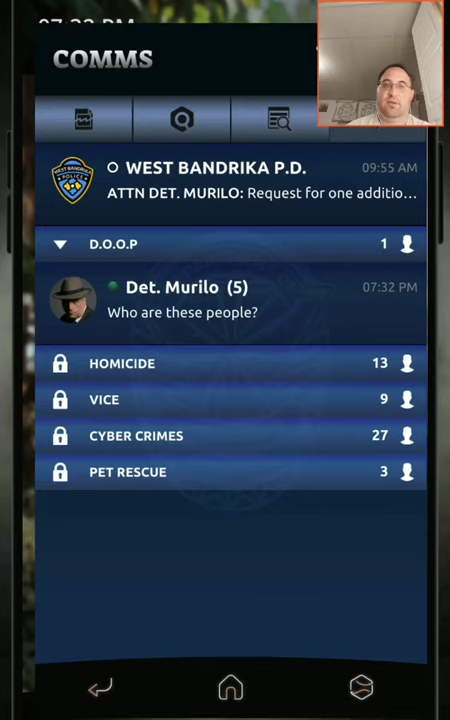 COMMS
WEST BANDRIKA P.D.
09:55 AM
ATTN DET. MURILO: Request for one additio...
D.O.O.P
1
Det. Murilo (5)
07:32 PM
Who are these people?
HOMICIDE
13
VICE
9
CYBER CRIMES
27
PET RESCUE
3